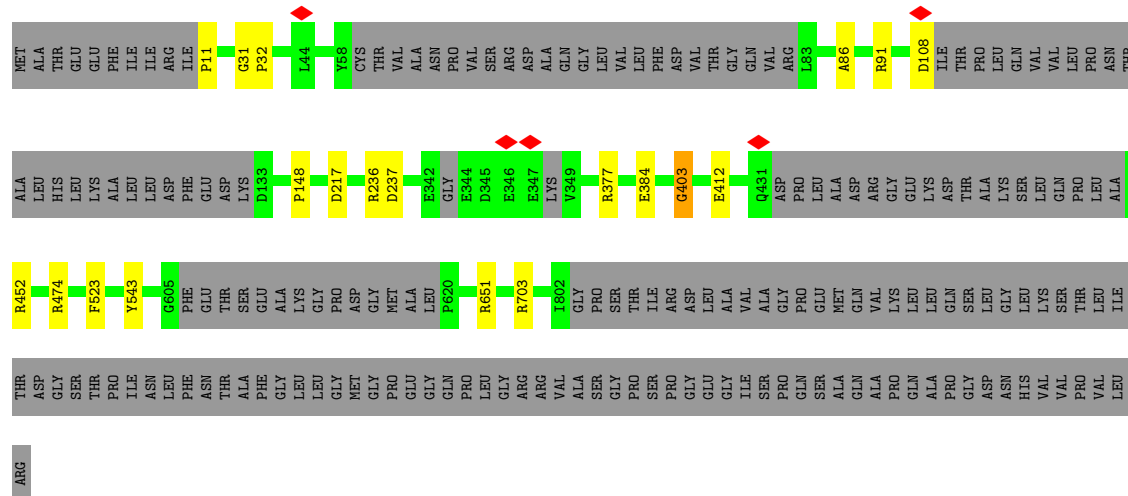 MET ALA THR GLU GLU PHE ILE ILE ARG ILE P11 G31 P32 L44 Y58 CYS THR VAL ALA ASN PRO VAL SER ARG ASP ALA GLN GLY LEU VAL LEU PHE ASP VAL THR GLY GLN VAL ARG L83 A86 R91 D108 ILE THR PRO LEU GLN VAL VAL LEU PRO ASN THR
ALA LEU HIS LEU LYS ALA LEU LEU ASP PHE GLU ASP LYS D133 P148 D217 R236 D237 E342 GLY E344 D345 E346 E347 LYS V349 R377 E384 G403 E412 Q431 ASP PRO LEU ALA ASP ARG GLY GLU LYS ASP THR ALA LYS SER LEU GLN PRO LEU ALA
R452 R474 F523 Y543 G605 PHE GLU THR SER GLU ALA LYS GLY PRO ASP GLY MET ALA LEU P620 R651 R703 I802 GLY PRO SER THR ILE ARG ASP LEU ALA VAL ALA GLY PRO GLU MET GLN VAL LYS LEU LEU GLN SER LEU GLY LEU LYS SER THR LEU ILE
THR ASP GLY SER THR PRO ILE ASN LEU PHE ASN THR ALA PHE GLY LEU LEU GLY MET GLY PRO GLU GLY GLN PRO LEU GLY ARG ARG VAL ALA SER GLY PRO SER PRO GLY GLU GLY ILE SER PRO GLN SER ALA GLN ALA PRO GLN ALA PRO GLY ASP ASN HIS VAL VAL PRO VAL LEU
ARG